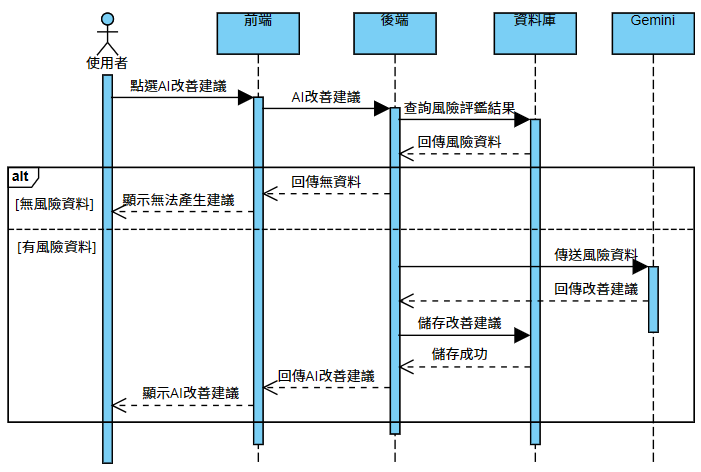 前端
後端
資料庫
Gemini
使用者
點選AI改善建議
AI改善建議
查詢風險評鑑結果
回傳風險資料
alt
回傳無資料
[無風險資料]
顯示無法產生建議
[有風險資料]
傳送風險資料
回傳改善建議
儲存改善建議
儲存成功
回傳AI改善建議
顯示AI改善建議